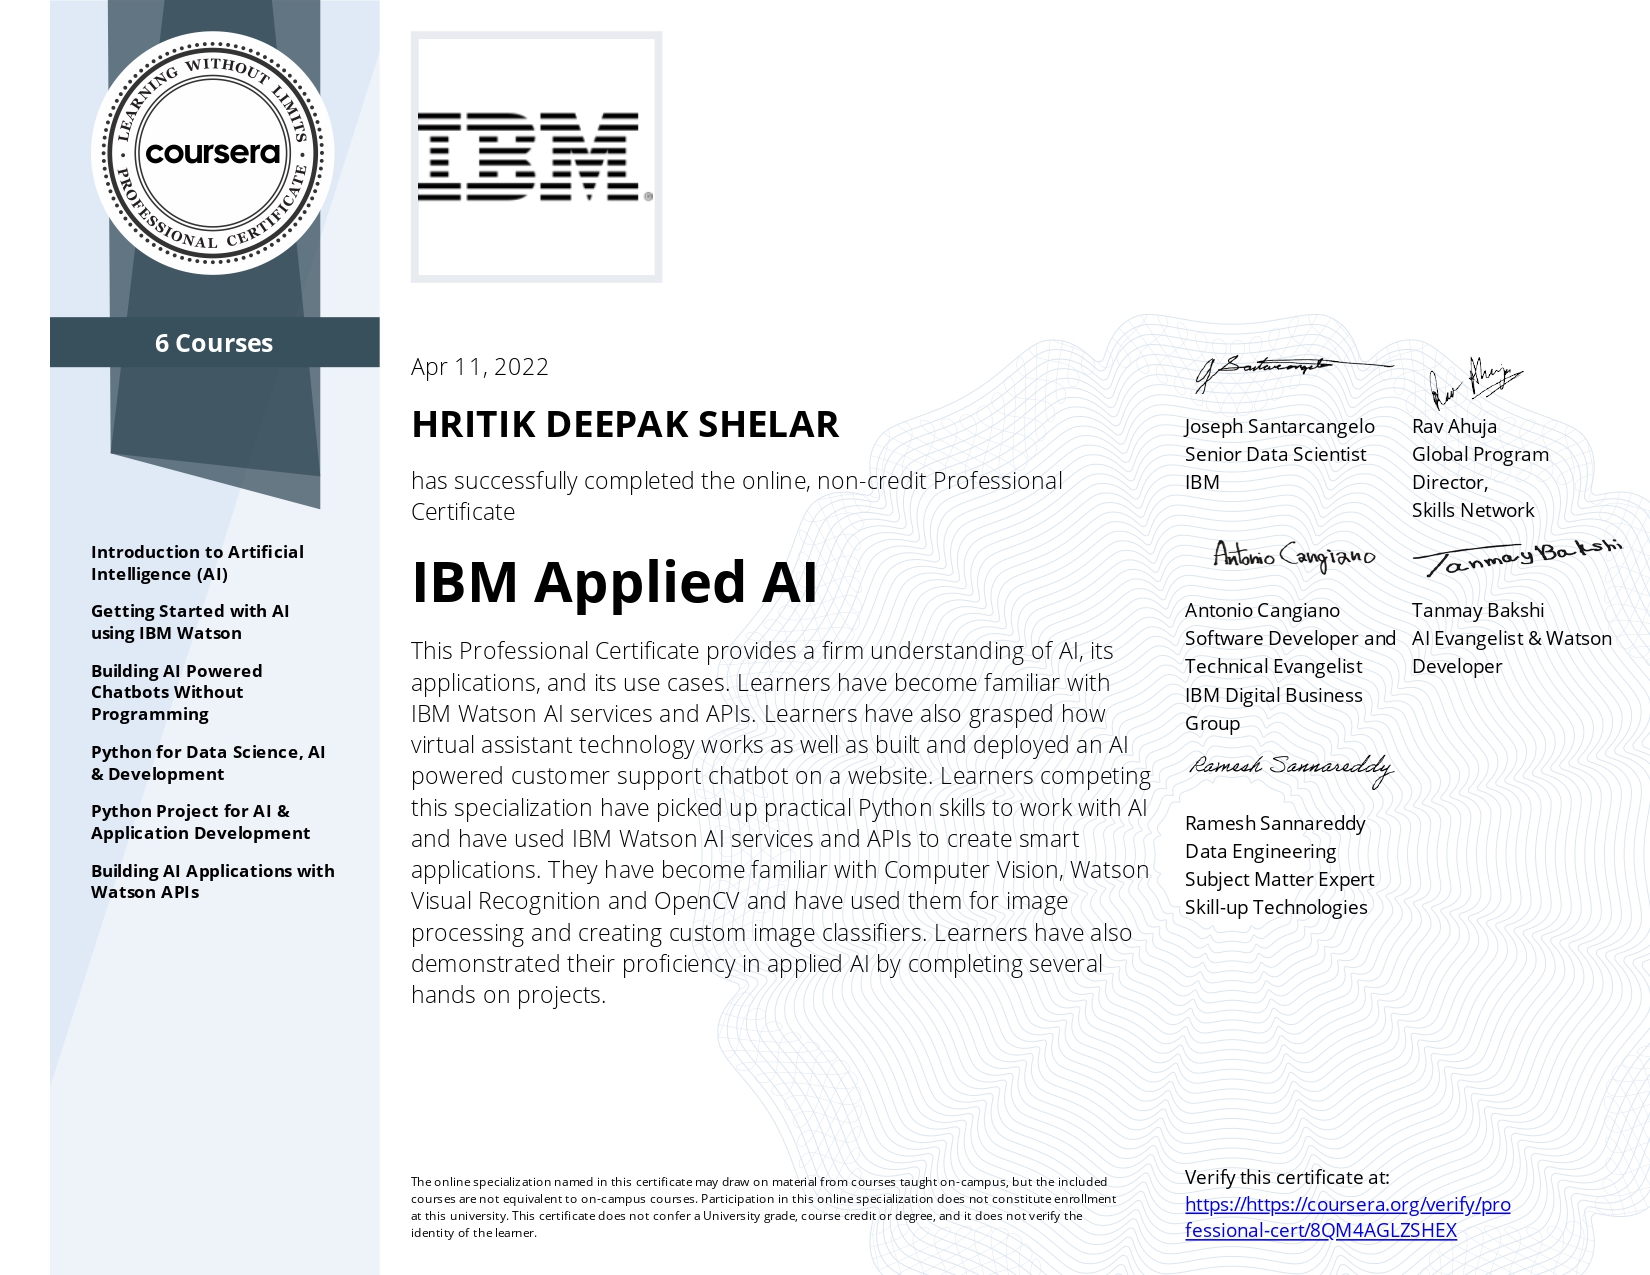 LEARNING WITHOUT LIMITS
coursera
PROFESSIONAL CERTIFICATE
6 Courses
Introduction to Artificial
Intelligence (AI)
Getting Started with AI
using IBM Watson
Building AI Powered
Chatbots Without
Programming
Python for Data Science, AI
& Development
Python Project for AI &
Application Development
Building AI Applications with
Watson APIs
IBM®
Apr 11, 2022
HRITIK DEEPAK SHELAR
has successfully completed the online, non-credit Professional
Certificate
IBM Applied AI
This Professional Certificate provides a firm understanding of AI, its
applications, and its use cases. Learners have become familiar with
IBM Watson AI services and APIs. Learners have also grasped how
virtual assistant technology works as well as built and deployed an AI
powered customer support chatbot on a website. Learners competing
this specialization have picked up practical Python skills to work with AI
and have used IBM Watson AI services and APIs to create smart
applications. They have become familiar with Computer Vision, Watson
Visual Recognition and OpenCV and have used them for image
processing and creating custom image classifiers. Learners have also
demonstrated their proficiency in applied AI by completing several
hands on projects.
The online specialization named in this certificate may draw on material from courses taught on-campus, but the included
courses are not equivalent to on-campus courses. Participation in this online specialization does not constitute enrollment
at this university. This certificate does not confer a University grade, course credit or degree, and it does not verify the
identity of the learner.
J Santarcangelo
Joseph Santarcangelo
Senior Data Scientist
IBM
Rav Ahuja
Rav Ahuja
Global Program
Director,
Skills Network
Antonio Cangiano
Antonio Cangiano
Software Developer and
Technical Evangelist
IBM Digital Business
Group
Tanmay Bakshi
Tanmay Bakshi
AI Evangelist & Watson
Developer
Ramesh Sannareddy
Ramesh Sannareddy
Data Engineering
Subject Matter Expert
Skill-up Technologies
Verify this certificate at:
https://https://coursera.org/verify/pro
fessional-cert/8QM4AGLZSHEX